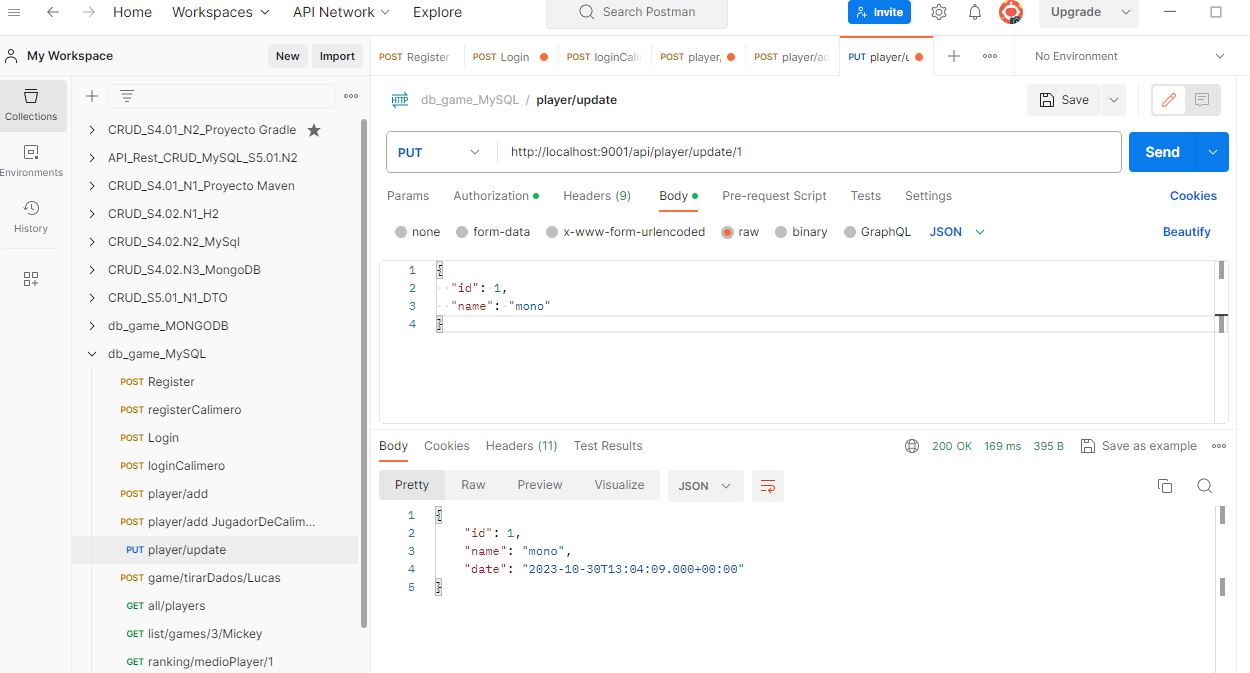 Home Workspaces API Network Explore Search Postman Invite Upgrade
My Workspace New Import
POST Register POST Login POST loginCali POST player, POST player/ac PUT player/u No Environment
Collections
Environments
History
CRUD_S4.01_N2_Proyecto Gradle
API_Rest_CRUD_MySQL_S5.01.N2
CRUD_S4.01_N1_Proyecto Maven
CRUD_S4.02.N1_H2
CRUD_S4.02.N2_MySql
CRUD_S4.02.N3_MongoDB
CRUD_S5.01_N1_DTO
db_game_MONGODB
db_game_MySQL
POST Register
POST registerCalimero
POST Login
POST loginCalimero
POST player/add
POST player/add JugadorDeCalim...
PUT player/update
POST game/tirarDados/Lucas
GET all/players
GET list/games/3/Mickey
GET ranking/medioPlayer/1
HTTP db_game_MySQL / player/update Save
PUT http://localhost:9001/api/player/update/1 Send
Params Authorization Headers (9) Body Pre-request Script Tests Settings Cookies
none form-data x-www-form-urlencoded raw binary GraphQL JSON Beautify
1 {
2 "id": 1,
3 "name": "mono"
4 }
Body Cookies Headers (11) Test Results 200 OK 169 ms 395 B Save as example
Pretty Raw Preview Visualize JSON
1 {
2 "id": 1,
3 "name": "mono",
4 "date": "2023-10-30T13:04:09.000+00:00"
5 }